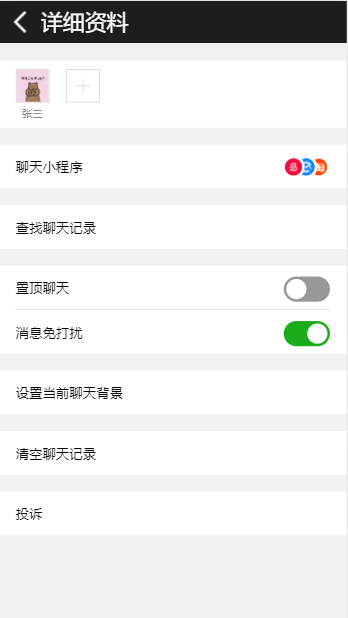 详细资料
张三
聊天小程序
查找聊天记录
置顶聊天
消息免打扰
设置当前聊天背景
清空聊天记录
投诉